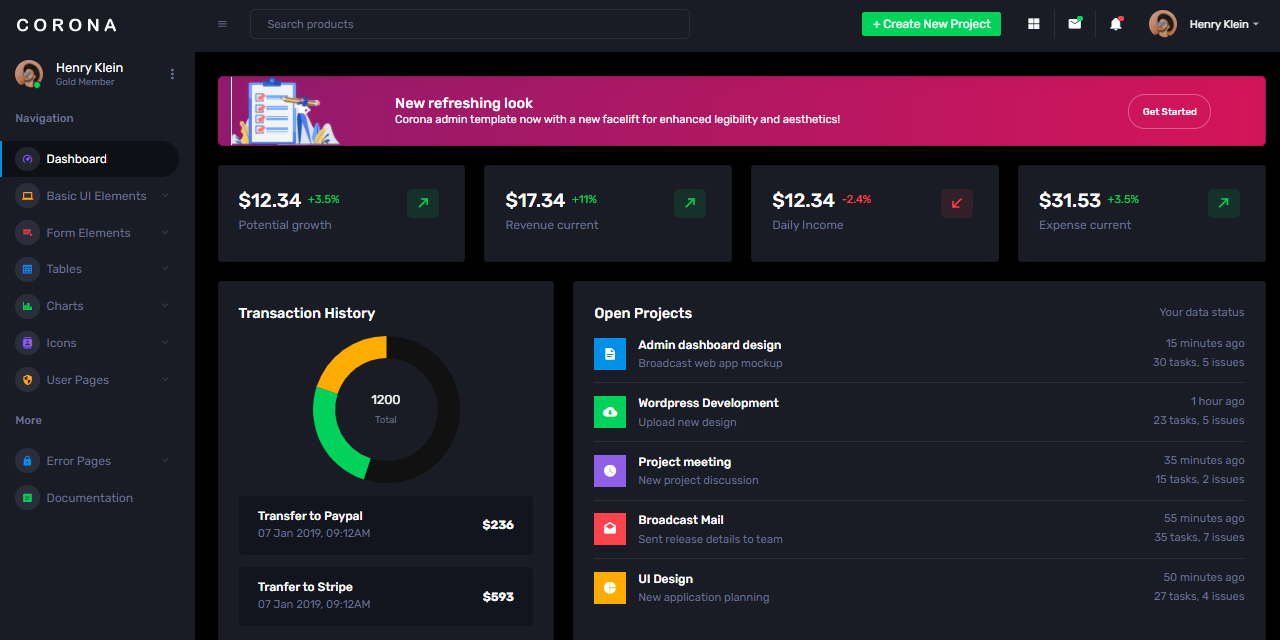 CORONA
Search products
+ Create New Project
Henry Klein
Henry Klein
Gold Member
Navigation
Dashboard
Basic UI Elements
Form Elements
Tables
Charts
Icons
User Pages
More
Error Pages
Documentation
New refreshing look
Corona admin template now with a new facelift for enhanced legibility and aesthetics!
Get Started
$12.34 +3.5%
Potential growth
$17.34 +11%
Revenue current
$12.34 -2.4%
Daily Income
$31.53 +3.5%
Expense current
Transaction History
1200
Total
Transfer to Paypal
07 Jan 2019, 09:12AM
$236
Tranfer to Stripe
07 Jan 2019, 09:12AM
$593
Open Projects
Your data status
Admin dashboard design
Broadcast web app mockup
15 minutes ago
30 tasks, 5 issues
Wordpress Development
Upload new design
1 hour ago
23 tasks, 5 issues
Project meeting
New project discussion
35 minutes ago
15 tasks, 2 issues
Broadcast Mail
Sent release details to team
55 minutes ago
35 tasks, 7 issues
UI Design
New application planning
50 minutes ago
27 tasks, 4 issues